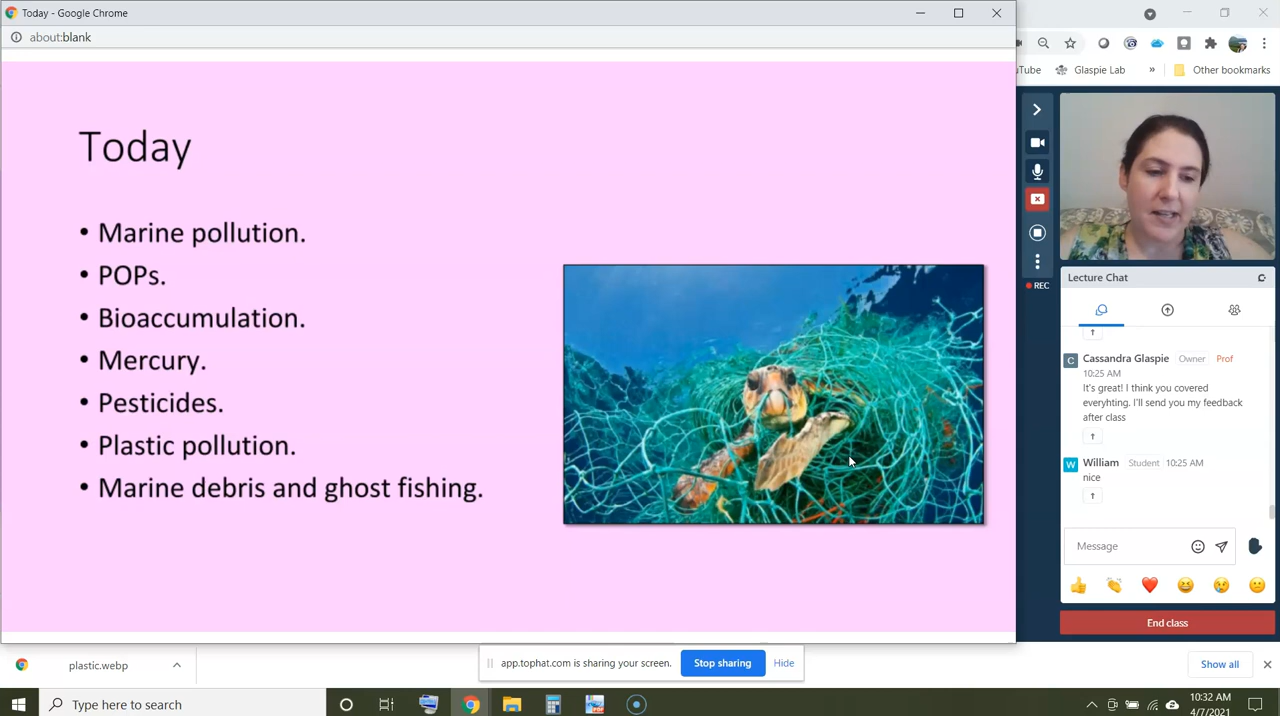 Today - Google Chrome
about:blank
Today
• Marine pollution.
• POPs.
• Bioaccumulation.
• Mercury.
• Pesticides.
• Plastic pollution.
• Marine debris and ghost fishing.
uTube
Glaspie Lab
»
Other bookmarks
REC
Lecture Chat
C
Cassandra Glaspie Owner Prof
10:25 AM
It's great! I think you covered
everyhting. I'll send you my feedback
after class
W
William Student 10:25 AM
nice
Message
End class
plastic.webp
app.tophat.com is sharing your screen.
Stop sharing
Hide
Show all
Type here to search
10:32 AM
4/7/2021